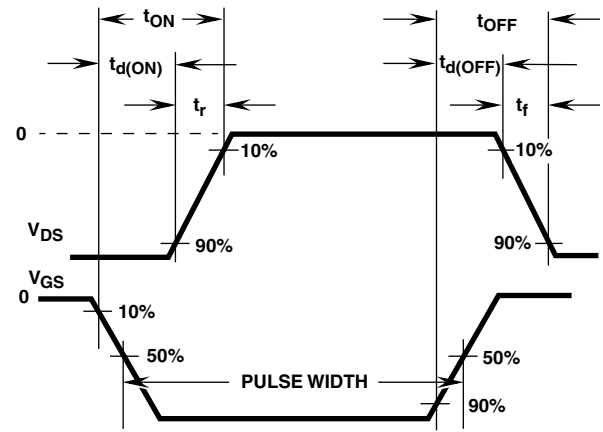 tON
tOFF
td(ON)
td(OFF)
tr
tf
0
10%
10%
VDS
90%
90%
VGS
0
10%
50%
50%
PULSE WIDTH
90%